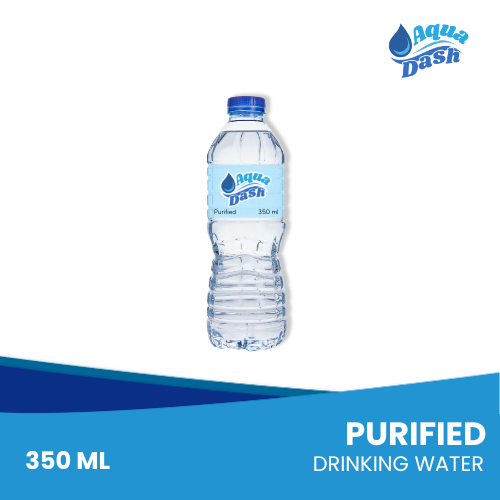 Aqua
Dash
Aqua
Dash
Purified 350 ml
PURIFIED
350 ML
DRINKING WATER